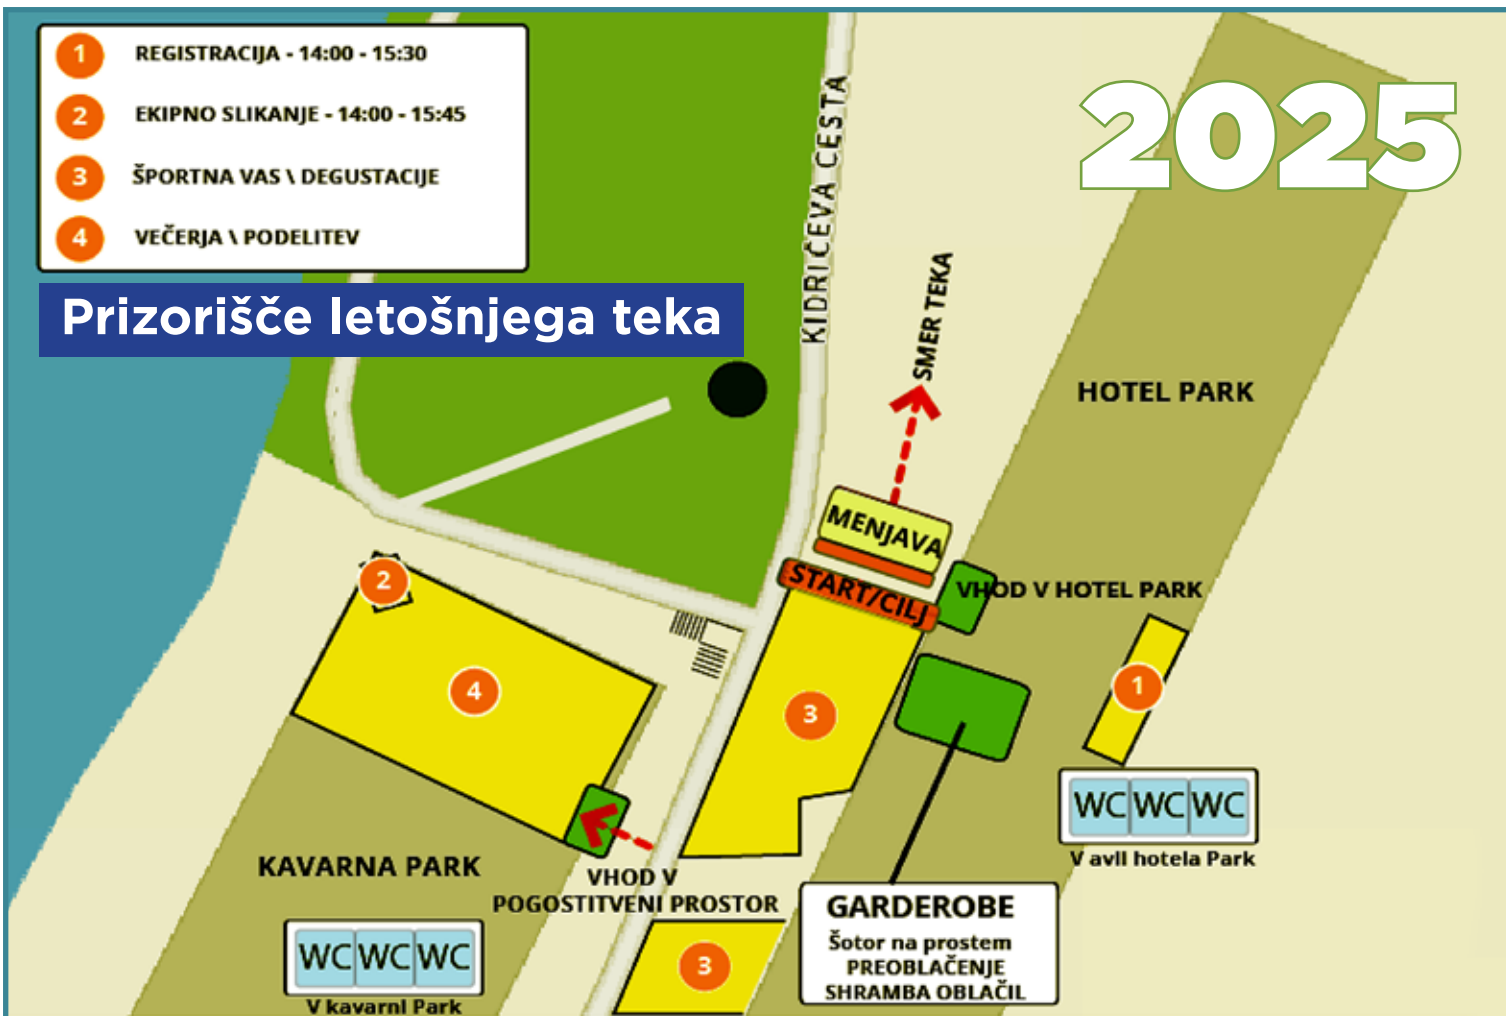 1 REGISTRACIJA - 14:00 - 15:30
2 EKIPNO SLIKANJE - 14:00 - 15:45
3 ŠPORTNA VAS \ DEGUSTACIJE
4 VEČERJA \ PODELITEV
2025
Prizorišče letošnjega teka
KIDRIČEVA CESTA
SMER TEKA
HOTEL PARK
MENJAVA
START/CILJ
VHOD V HOTEL PARK
2
4
3
1
WC WC WC
V avli hotela Park
KAVARNA PARK
VHOD V
POGOSTITVENI PROSTOR
GARDEROBE
Šotor na prostem
PREOBLAČENJE
SHRAMBA OBLAČIL
3
WC WC WC
V kavarni Park